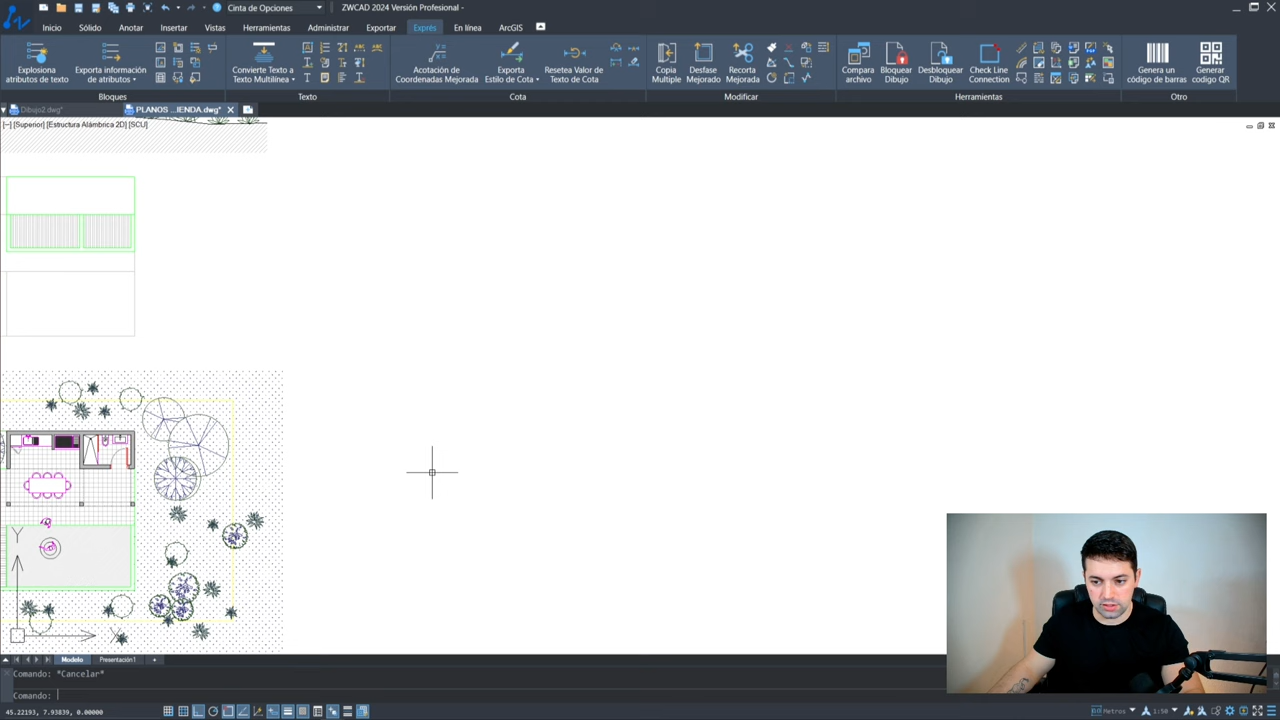 Cinta de Opciones
ZWCAD 2024 Versión Profesional -
Inicio
Sólido
Anotar
Insertar
Vistas
Herramientas
Administrar
Exportar
Exprés
En línea
ArcGIS
Explosiona
atributos de texto
Exporta información
de atributos
Bloques
Convierte Texto a
Texto Multilínea
Texto
Acotación de
Coordenadas Mejorada
Exporta
Estilo de Cota
Resetea Valor de
Texto de Cota
Cota
Copia
Multiple
Desfase
Mejorado
Recorta
Mejorada
Modificar
Compara
archivo
Bloquear
Dibujo
Desbloquear
Dibujo
Check Line
Connection
Herramientas
Genera un
código de barras
Generar
codigo QR
Otro
Dibujo2.dwg*
PLANOS ...IENDA.dwg*
[−] [Superior] [Estructura Alámbrica 2D] [SCU]
Y
X
Modelo
Presentación1
+
Comando: *Cancelar*
Comando:
45.22193, 7.93839, 0.00000
Metros
1:50